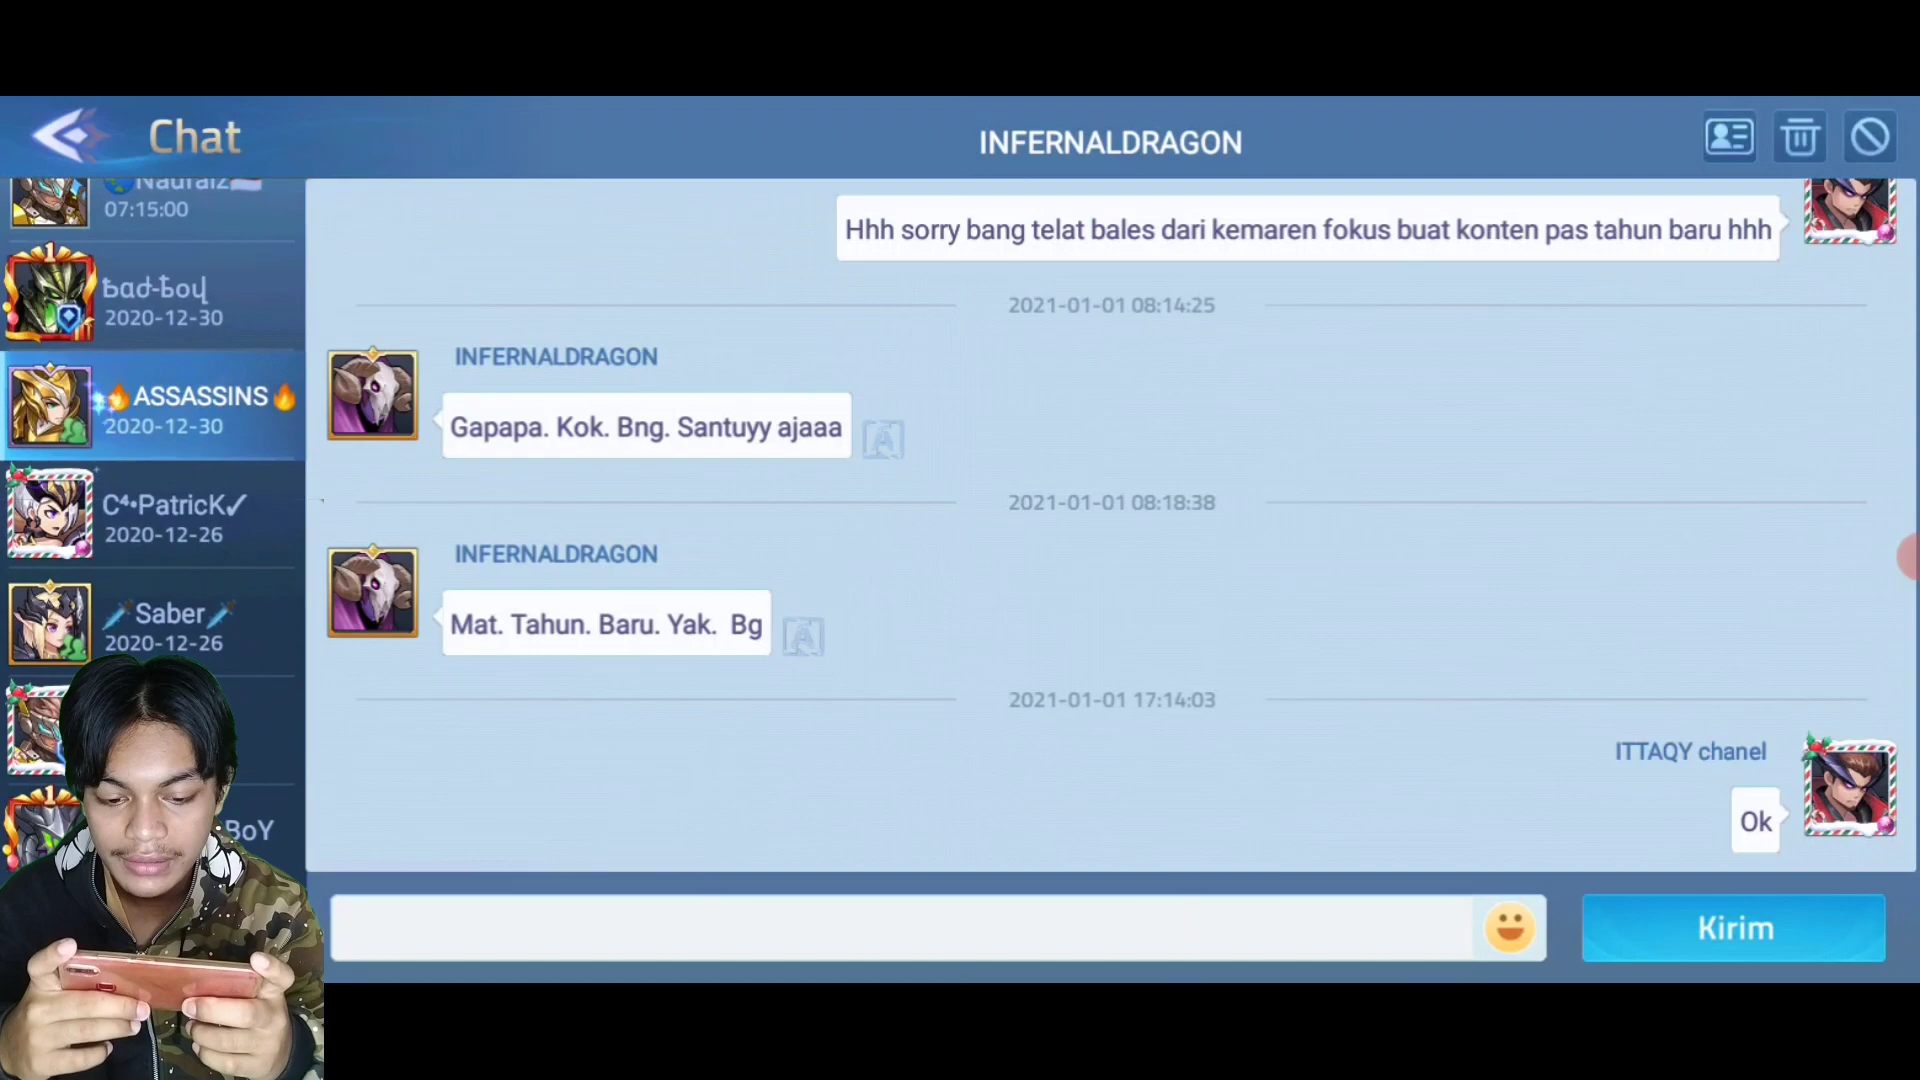 Chat
INFERNALDRAGON
Naufalz
07:15:00
2020-12-30
🔥ASSASSINS🔥
2020-12-30
C⁴•PatricK✓
2020-12-26
Saber
2020-12-26
BoY
Hhh sorry bang telat bales dari kemaren fokus buat konten pas tahun baru hhh
2021-01-01 08:14:25
INFERNALDRAGON
Gapapa. Kok. Bng. Santuyy ajaaa
2021-01-01 08:18:38
INFERNALDRAGON
Mat. Tahun. Baru. Yak.  Bg
2021-01-01 17:14:03
ITTAQY chanel
Ok
Kirim